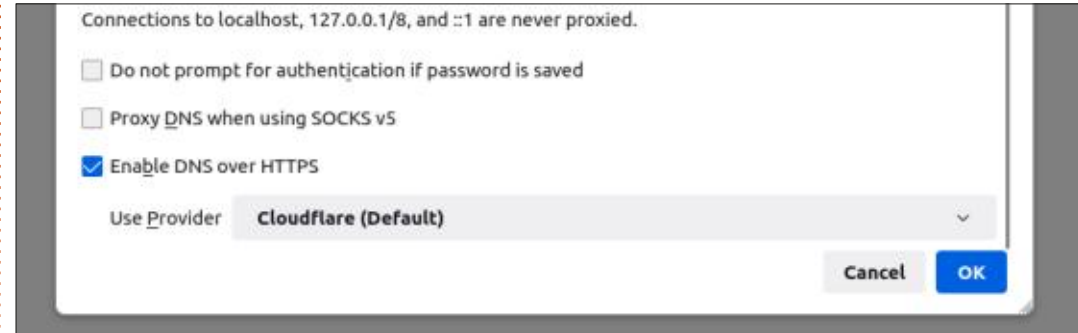 Connections to localhost, 127.0.0.1/8, and ::1 are never proxied.
Do not prompt for authentication if password is saved
Proxy DNS when using SOCKS v5
Enable DNS over HTTPS
Use Provider Cloudflare (Default)
Cancel OK